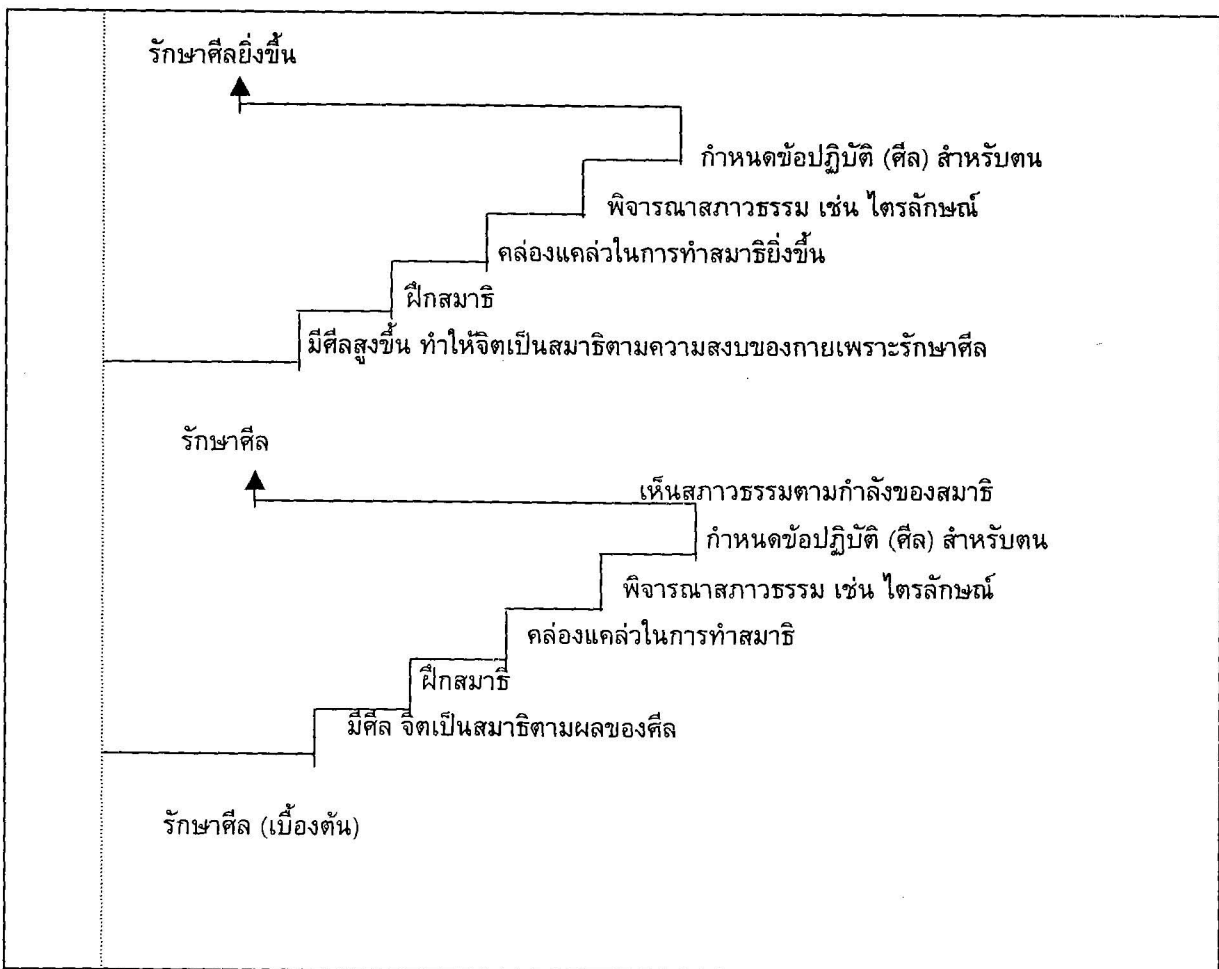 รักษาศีลยิ่งขึ้น
กำหนดข้อปฏิบัติ (ศีล) สำหรับตน
พิจารณาสภาวธรรม เช่น ไตรลักษณ์
คล่องแคล่วในการทำสมาธิยิ่งขึ้น
ฝึกสมาธิ
มีศีลสูงขึ้น ทำให้จิตเป็นสมาธิตามความสงบของกายเพราะรักษาศีล
รักษาศีล
เห็นสภาวธรรมตามกำลังของสมาธิ
กำหนดข้อปฏิบัติ (ศีล) สำหรับตน
พิจารณาสภาวธรรม เช่น ไตรลักษณ์
คล่องแคล่วในการทำสมาธิ
ฝึกสมาธิ
มีศีล จิตเป็นสมาธิตามผลของศีล
รักษาศีล (เบื้องต้น)